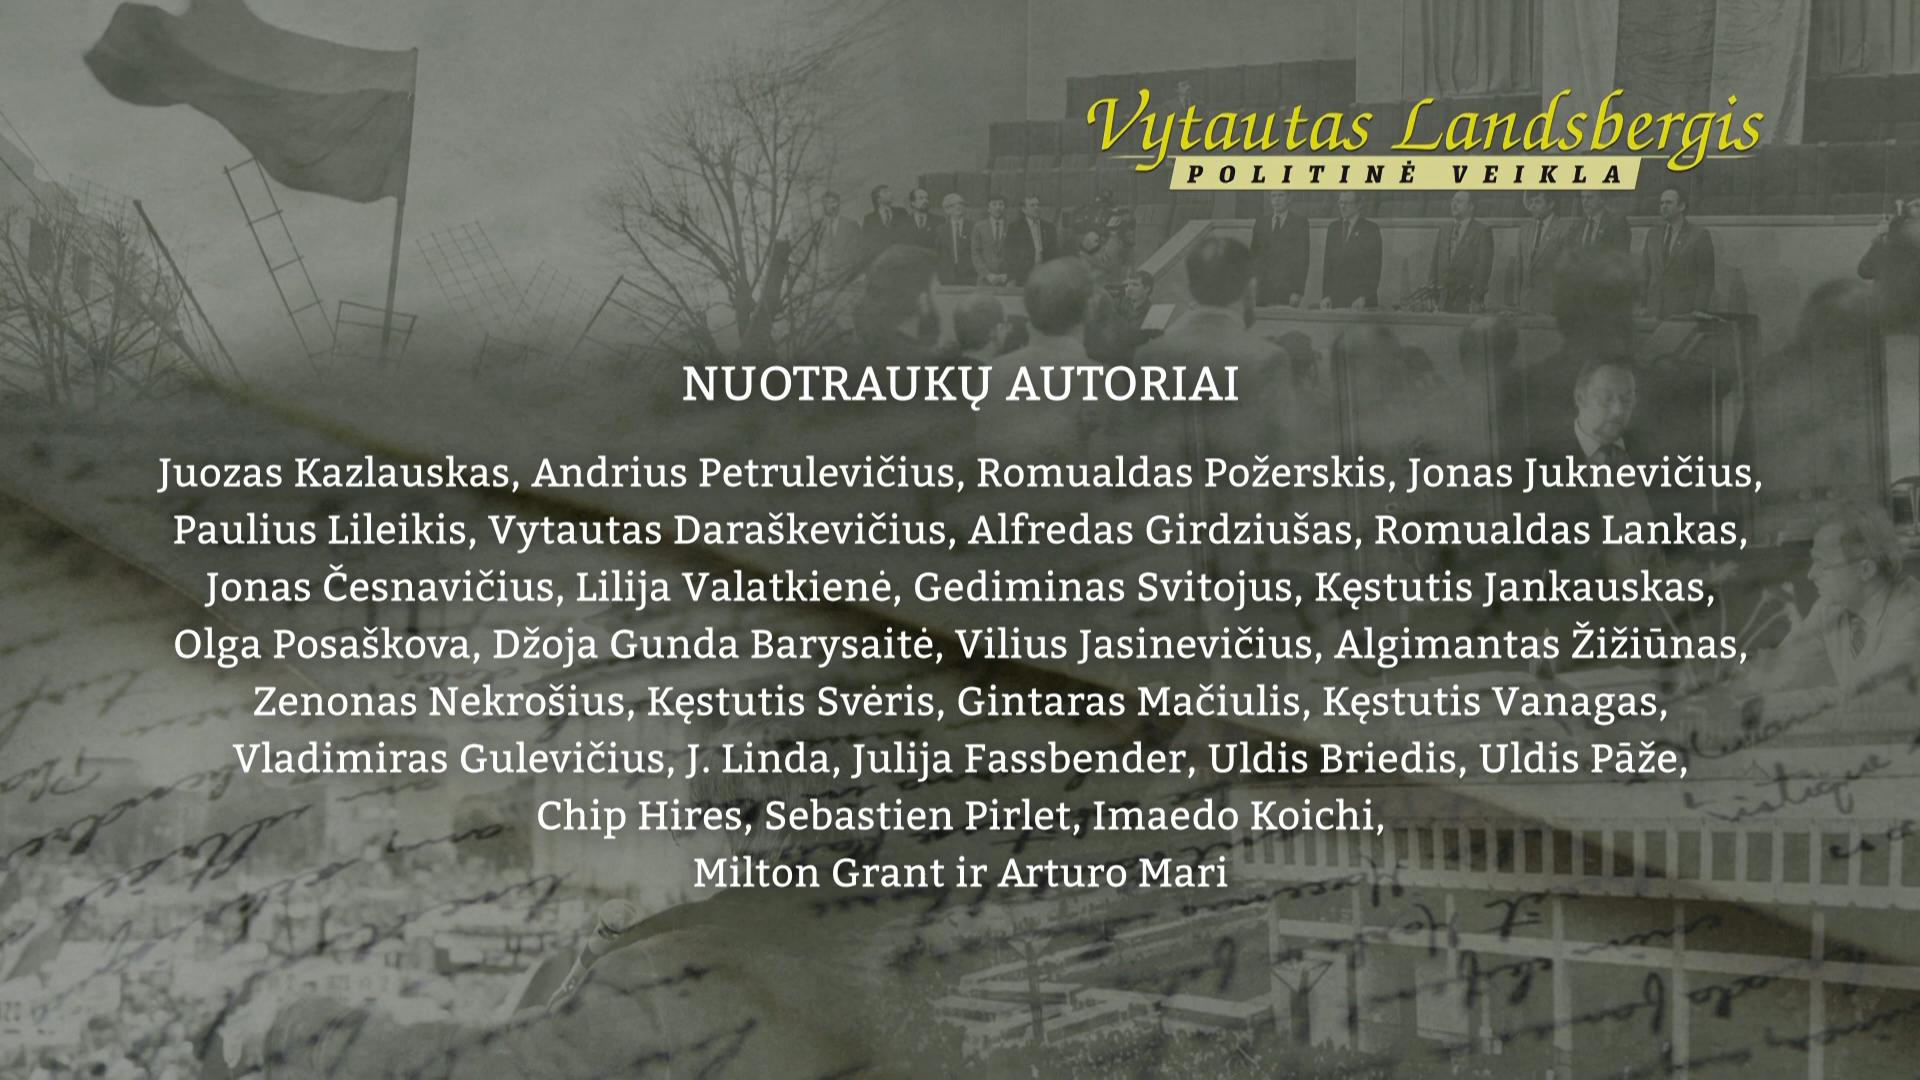 Vytautas Landsbergis
POLITINĖ VEIKLA
NUOTRAUKŲ AUTORIAI
Juozas Kazlauskas, Andrius Petrulevičius, Romualdas Požerskis, Jonas Juknevičius,
Paulius Lileikis, Vytautas Daraškevičius, Alfredas Girdziušas, Romualdas Lankas,
Jonas Česnavičius, Lilija Valatkienė, Gediminas Svitojus, Kęstutis Jankauskas,
Olga Posaškova, Džoja Gunda Barysaitė, Vilius Jasinevičius, Algimantas Žižiūnas,
Zenonas Nekrošius, Kęstutis Svėris, Gintaras Mačiulis, Kęstutis Vanagas,
Vladimiras Gulevičius, J. Linda, Julija Fassbender, Uldis Briedis, Uldis Pāže,
Chip Hires, Sebastien Pirlet, Imaedo Koichi,
Milton Grant ir Arturo Mari